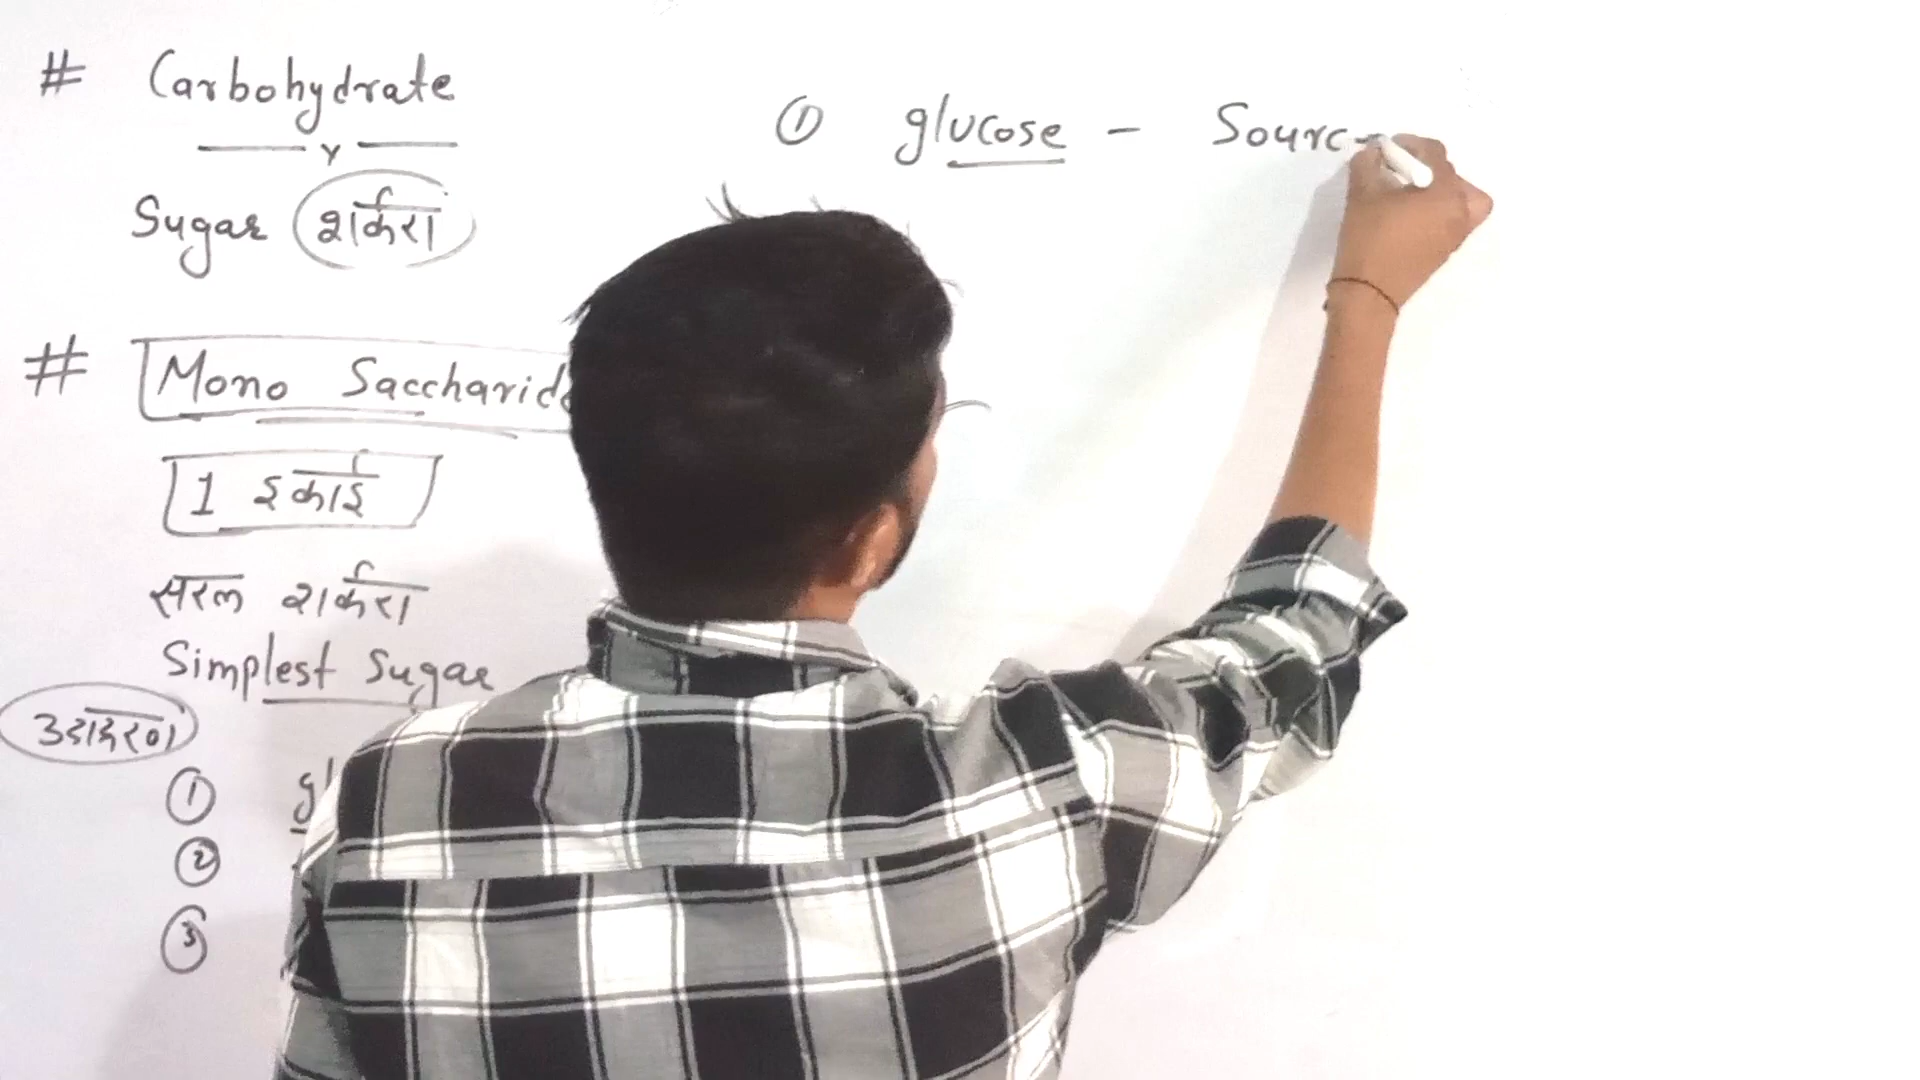 # Carbohydrate
Sugar शर्करा
# Mono Saccharid
1 इकाई
सरल शर्करा
Simplest Sugar
उदाहरण
① gl
②
③
① glucose - Sourc